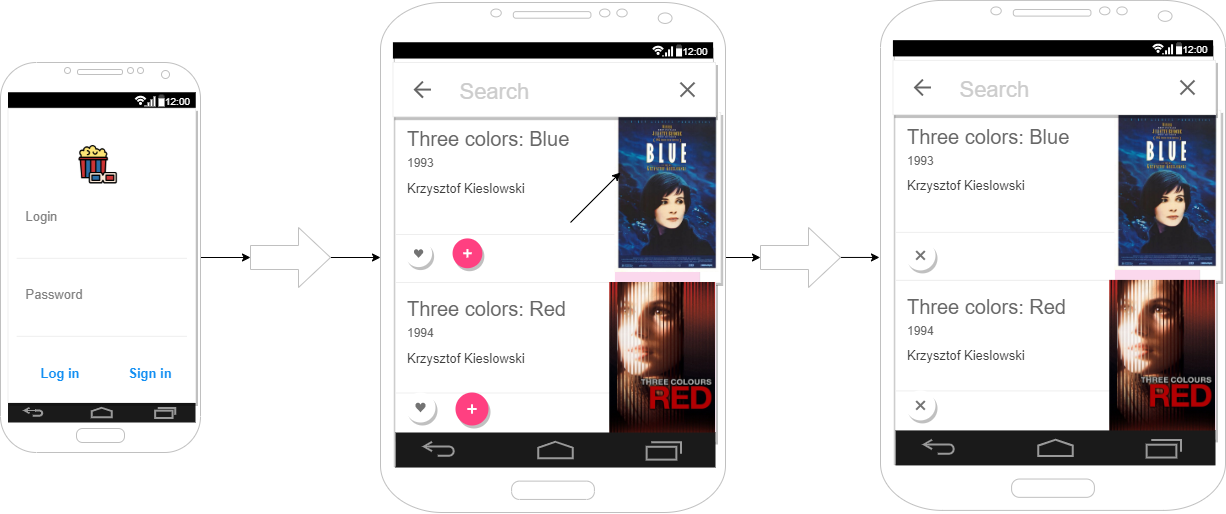 12:00
Login
Password
Log in
Sign in
12:00
Search
Three colors: Blue
1993
Krzysztof Kieslowski
BLUE
Three colors: Red
1994
Krzysztof Kieslowski
THREE COLOURS
RED
12:00
Search
Three colors: Blue
1993
Krzysztof Kieslowski
BLUE
Three colors: Red
1994
Krzysztof Kieslowski
THREE COLOURS
RED